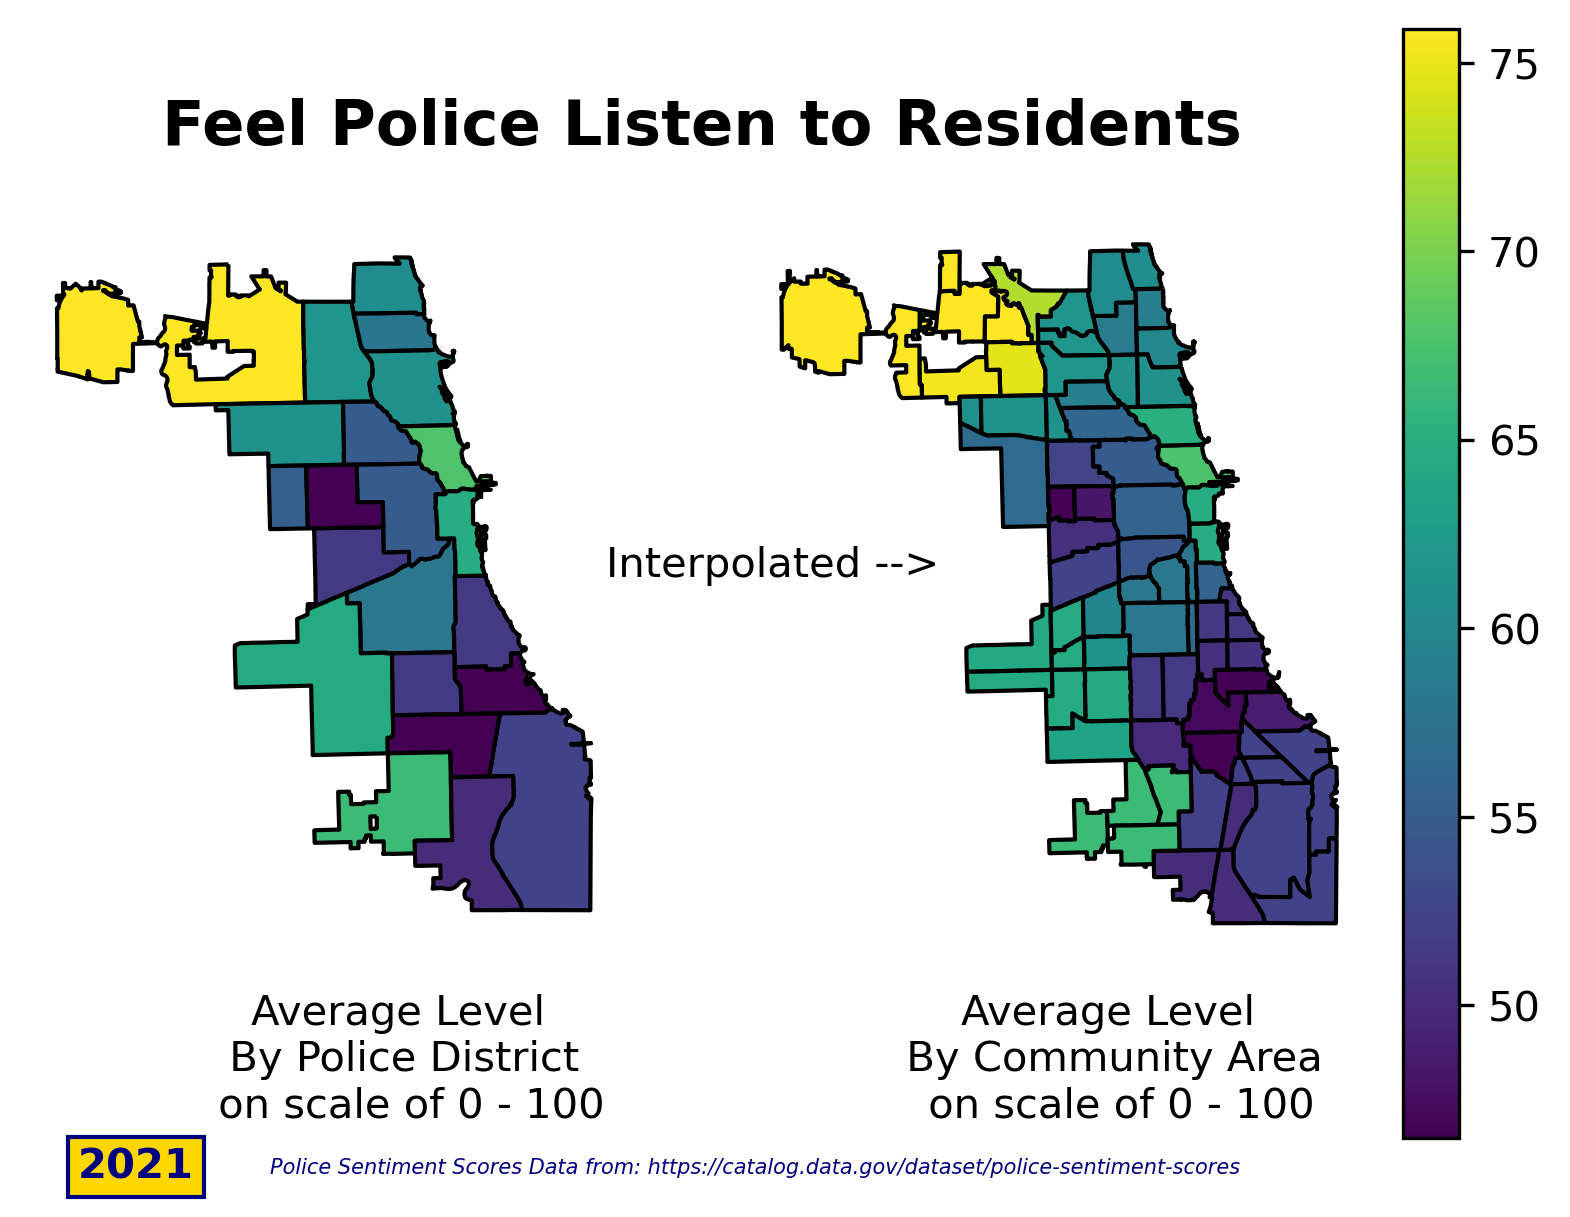 Feel Police Listen to Residents
75
70
65
60
55
50
Interpolated -->
Average Level
By Police District
on scale of 0 - 100
Average Level
By Community Area
on scale of 0 - 100
2021
Police Sentiment Scores Data from: https://catalog.data.gov/dataset/police-sentiment-scores